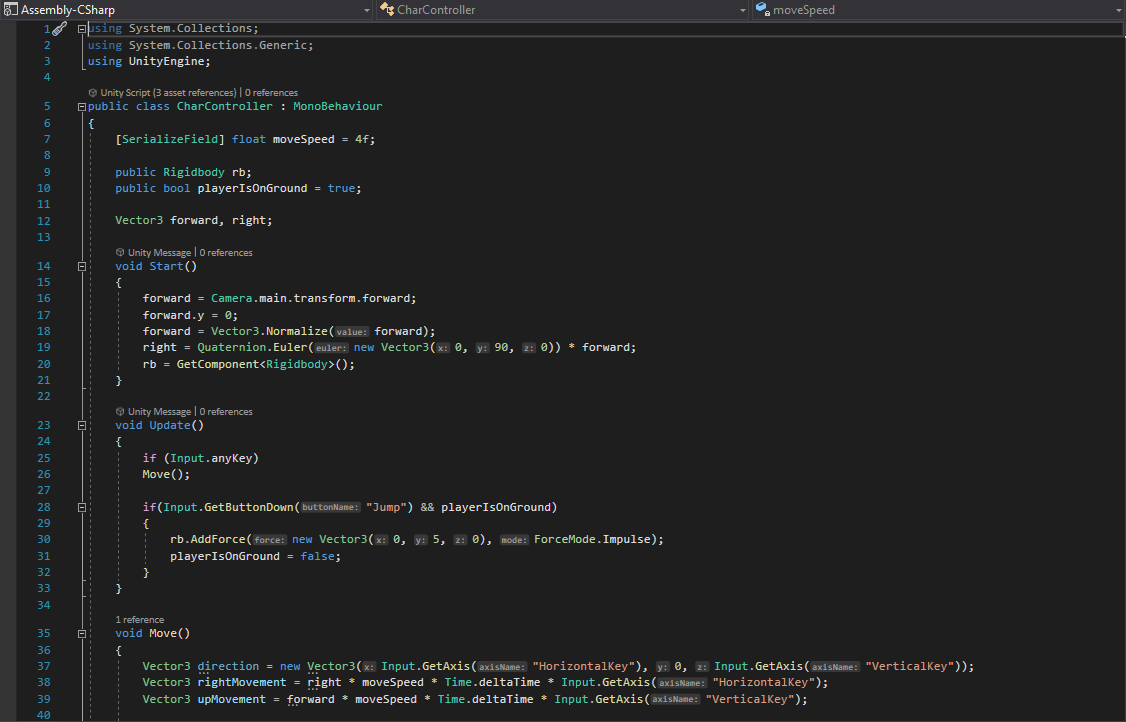 Assembly-CSharp CharController moveSpeed
1 using System.Collections;
2 using System.Collections.Generic;
3 using UnityEngine;
4
Unity Script (3 asset references) | 0 references
5 public class CharController : MonoBehaviour
6 {
7 [SerializeField] float moveSpeed = 4f;
8
9 public Rigidbody rb;
10 public bool playerIsOnGround = true;
11
12 Vector3 forward, right;
13
Unity Message | 0 references
14 void Start()
15 {
16 forward = Camera.main.transform.forward;
17 forward.y = 0;
18 forward = Vector3.Normalize(value: forward);
19 right = Quaternion.Euler(euler: new Vector3(x: 0, y: 90, z: 0)) * forward;
20 rb = GetComponent<Rigidbody>();
21 }
22
Unity Message | 0 references
23 void Update()
24 {
25 if (Input.anyKey)
26 Move();
27
28 if(Input.GetButtonDown(buttonName: "Jump") && playerIsOnGround)
29 {
30 rb.AddForce(force: new Vector3(x: 0, y: 5, z: 0), mode: ForceMode.Impulse);
31 playerIsOnGround = false;
32 }
33 }
34
1 reference
35 void Move()
36 {
37 Vector3 direction = new Vector3(x: Input.GetAxis(axisName: "HorizontalKey"), y: 0, z: Input.GetAxis(axisName: "VerticalKey"));
38 Vector3 rightMovement = right * moveSpeed * Time.deltaTime * Input.GetAxis(axisName: "HorizontalKey");
39 Vector3 upMovement = forward * moveSpeed * Time.deltaTime * Input.GetAxis(axisName: "VerticalKey");
40